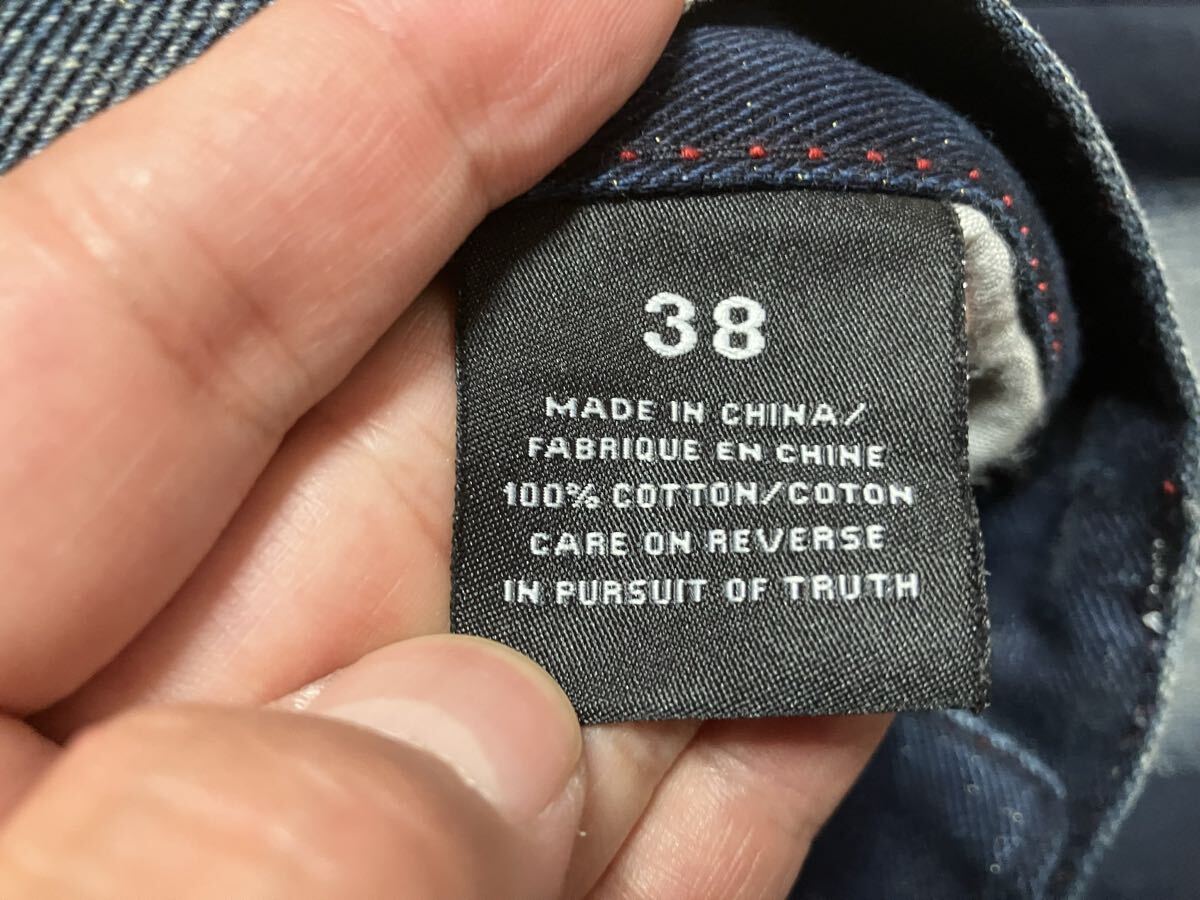 38
MADE IN CHINA/
FABRIQUE EN CHINE
100% COTTON/COTON
CARE ON REVERSE
IN PURSUIT OF TRUTH